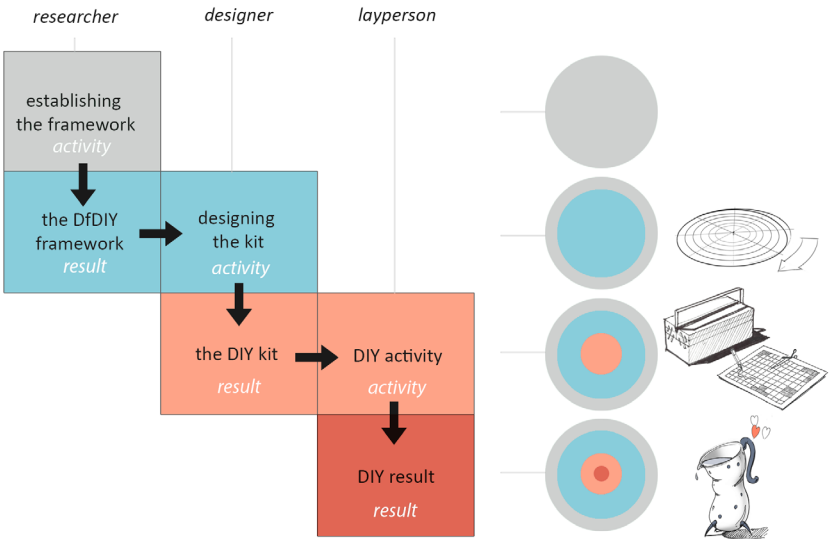 researcher
designer
layperson
establishing
the framework
activity
the DfDIY
framework
result
designing
the kit
activity
the DIY kit
result
DIY activity
activity
DIY result
result